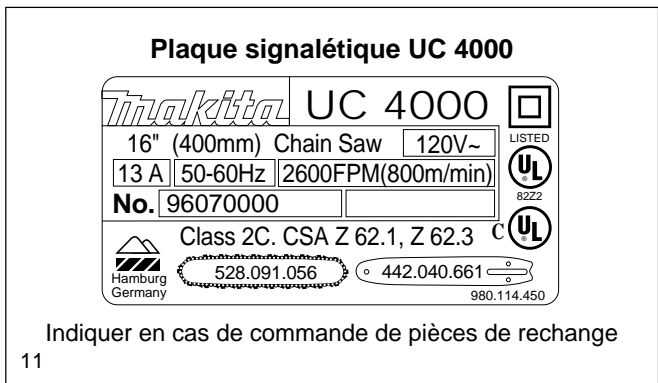 Plaque signalétique UC 4000
makita UC 4000
16" (400mm) Chain Saw 120V~
LISTED
13 A 50-60Hz 2600FPM(800m/min)
UL
®
82Z2
No. 96070000
Class 2C. CSA Z 62.1, Z 62.3
C UL
®
Hamburg
Germany
528.091.056
442.040.661
980.114.450
Indiquer en cas de commande de pièces de rechange
11